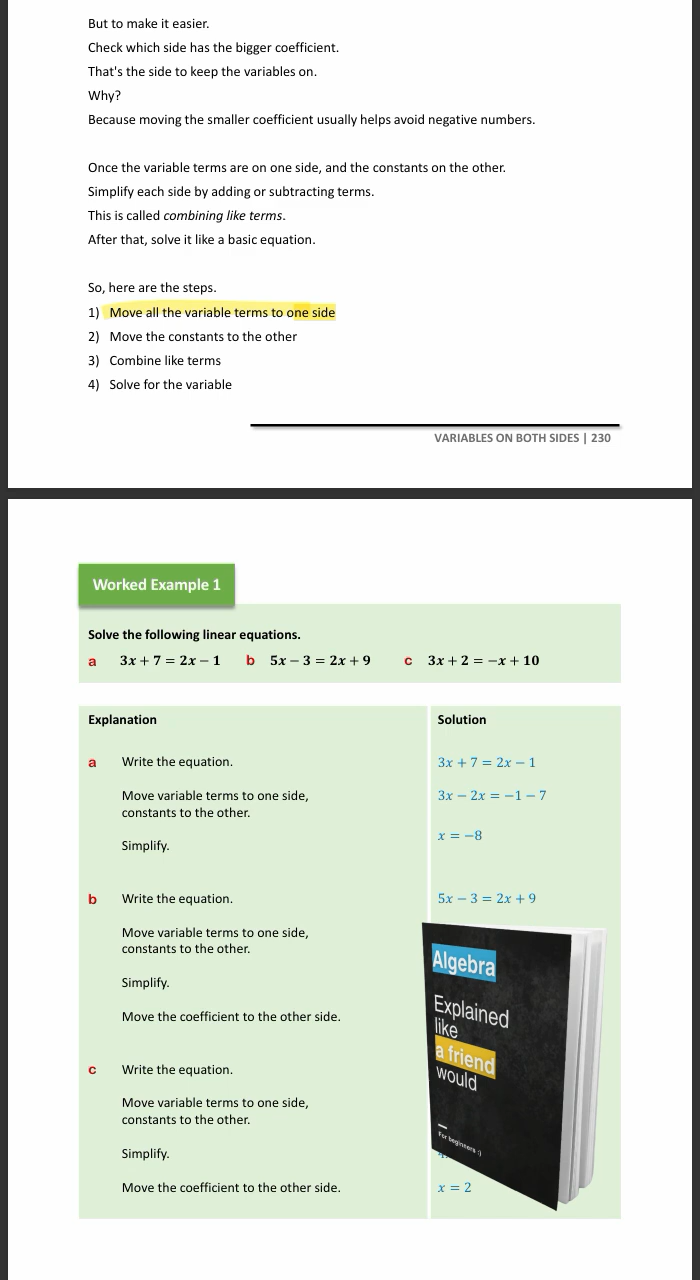 But to make it easier.
Check which side has the bigger coefficient.
That's the side to keep the variables on.
Why?
Because moving the smaller coefficient usually helps avoid negative numbers.
Once the variable terms are on one side, and the constants on the other.
Simplify each side by adding or subtracting terms.
This is called combining like terms.
After that, solve it like a basic equation.
So, here are the steps.
1) Move all the variable terms to one side
2) Move the constants to the other
3) Combine like terms
4) Solve for the variable
VARIABLES ON BOTH SIDES | 230
Worked Example 1
Solve the following linear equations.
a 3x + 7 = 2x − 1 b 5x − 3 = 2x + 9 c 3x + 2 = −x + 10
Explanation Solution
a Write the equation. 3x + 7 = 2x − 1
Move variable terms to one side, 3x − 2x = −1 − 7
constants to the other.
x = −8
Simplify.
b Write the equation. 5x − 3 = 2x + 9
Move variable terms to one side,
constants to the other.
Simplify.
Move the coefficient to the other side.
c Write the equation.
Move variable terms to one side,
constants to the other.
Simplify.
Move the coefficient to the other side. x = 2
Algebra
Explained
like
a friend
would
For beginners :)